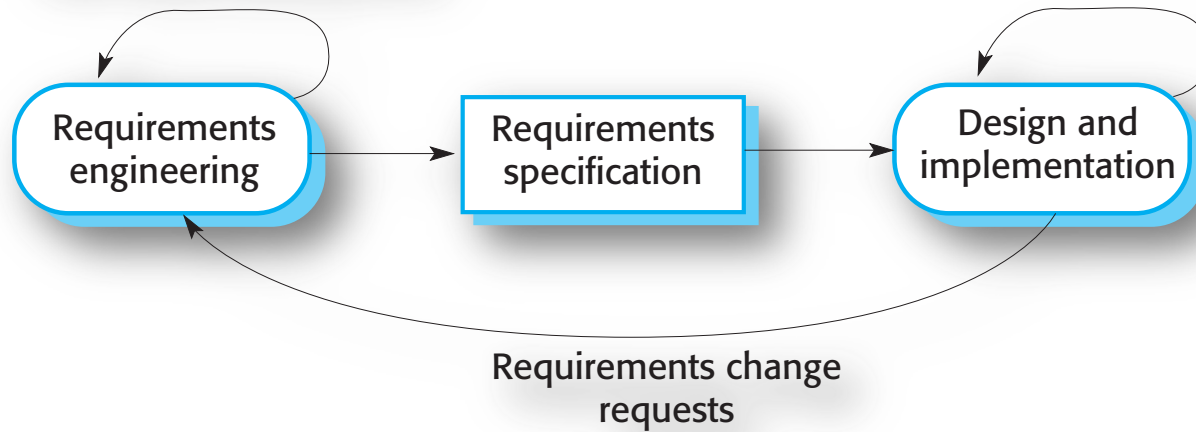 Requirements
engineering
Requirements
specification
Design and
implementation
Requirements change
requests